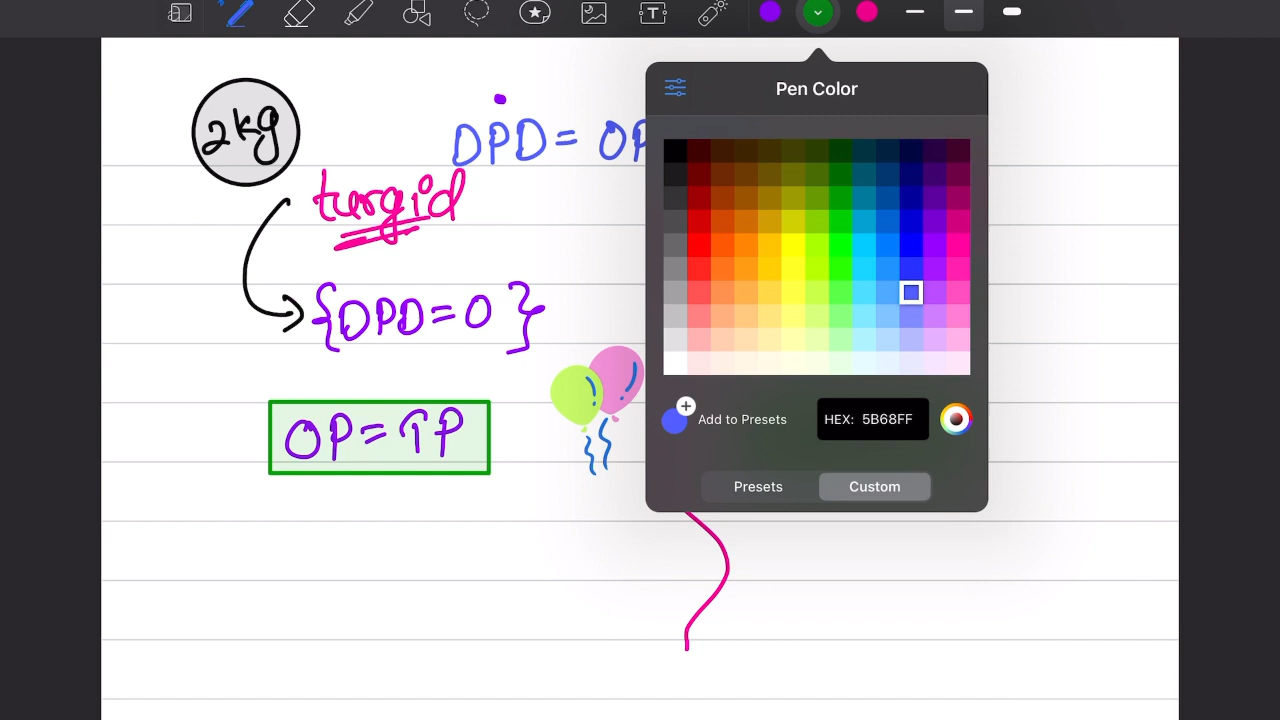 Pen Color
2kg
DPD = OP
turgid
{DPD=0}
Add to Presets
HEX: 5B68FF
OP=TP
Presets
Custom
T